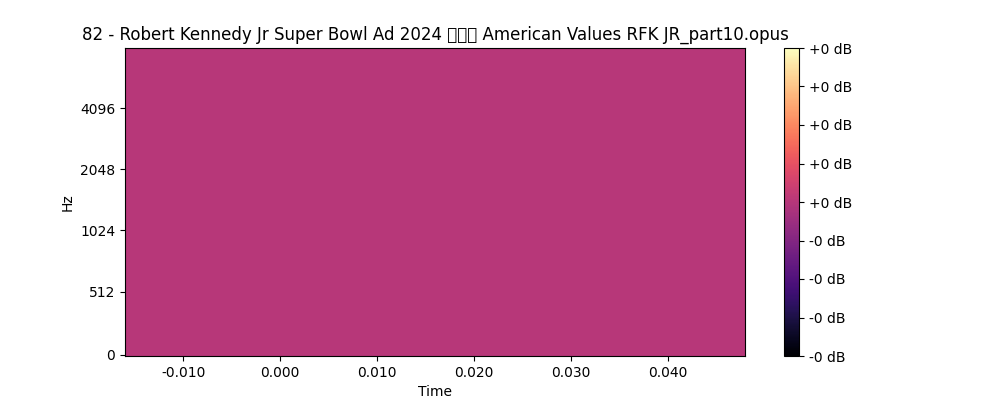 82 - Robert Kennedy Jr Super Bowl Ad 2024 American Values RFK JR_part10.opus
+0 dB
+0 dB
+0 dB
+0 dB
+0 dB
-0 dB
-0 dB
-0 dB
-0 dB
4096
2048
1024
512
0
Hz
-0.010 0.000 0.010 0.020 0.030 0.040
Time